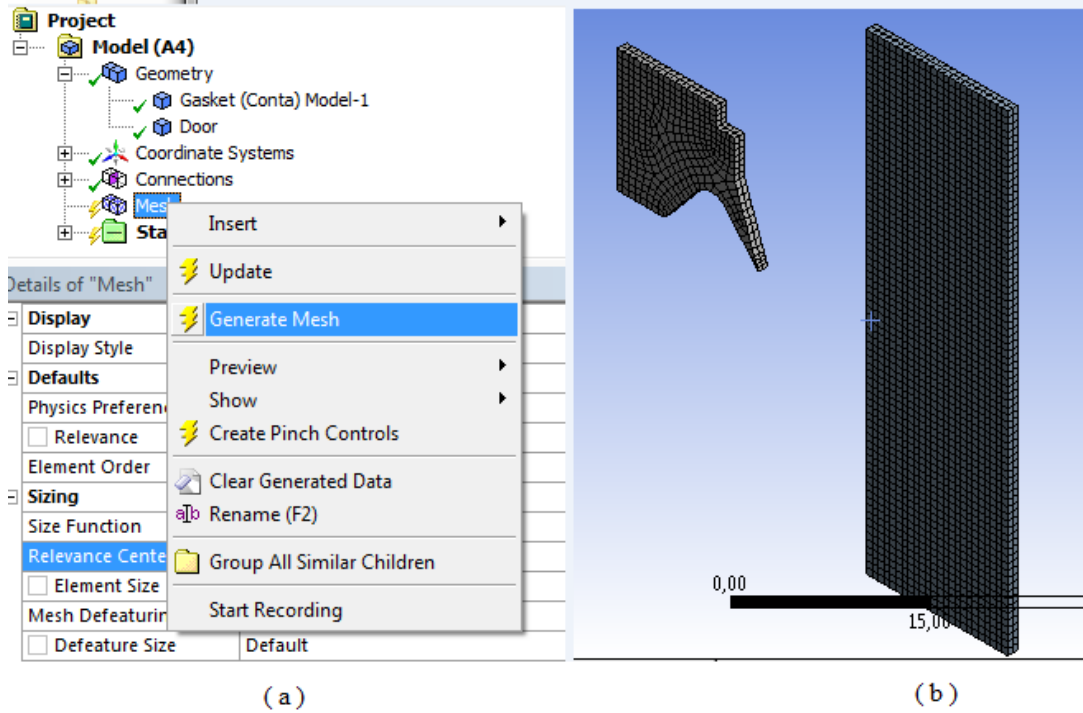 Project
Model (A4)
Geometry
Gasket (Conta) Model-1
Door
Coordinate Systems
Connections
Mesh
Sta
Insert
Update
Generate Mesh
Preview
Show
Create Pinch Controls
Clear Generated Data
Rename (F2)
Group All Similar Children
Start Recording
Details of "Mesh"
Display
Display Style
Defaults
Physics Preferen
Relevance
Element Order
Sizing
Size Function
Relevance Cente
Element Size
Mesh Defeaturin
Defeature Size Default
0,00
15,00
( a )
( b )